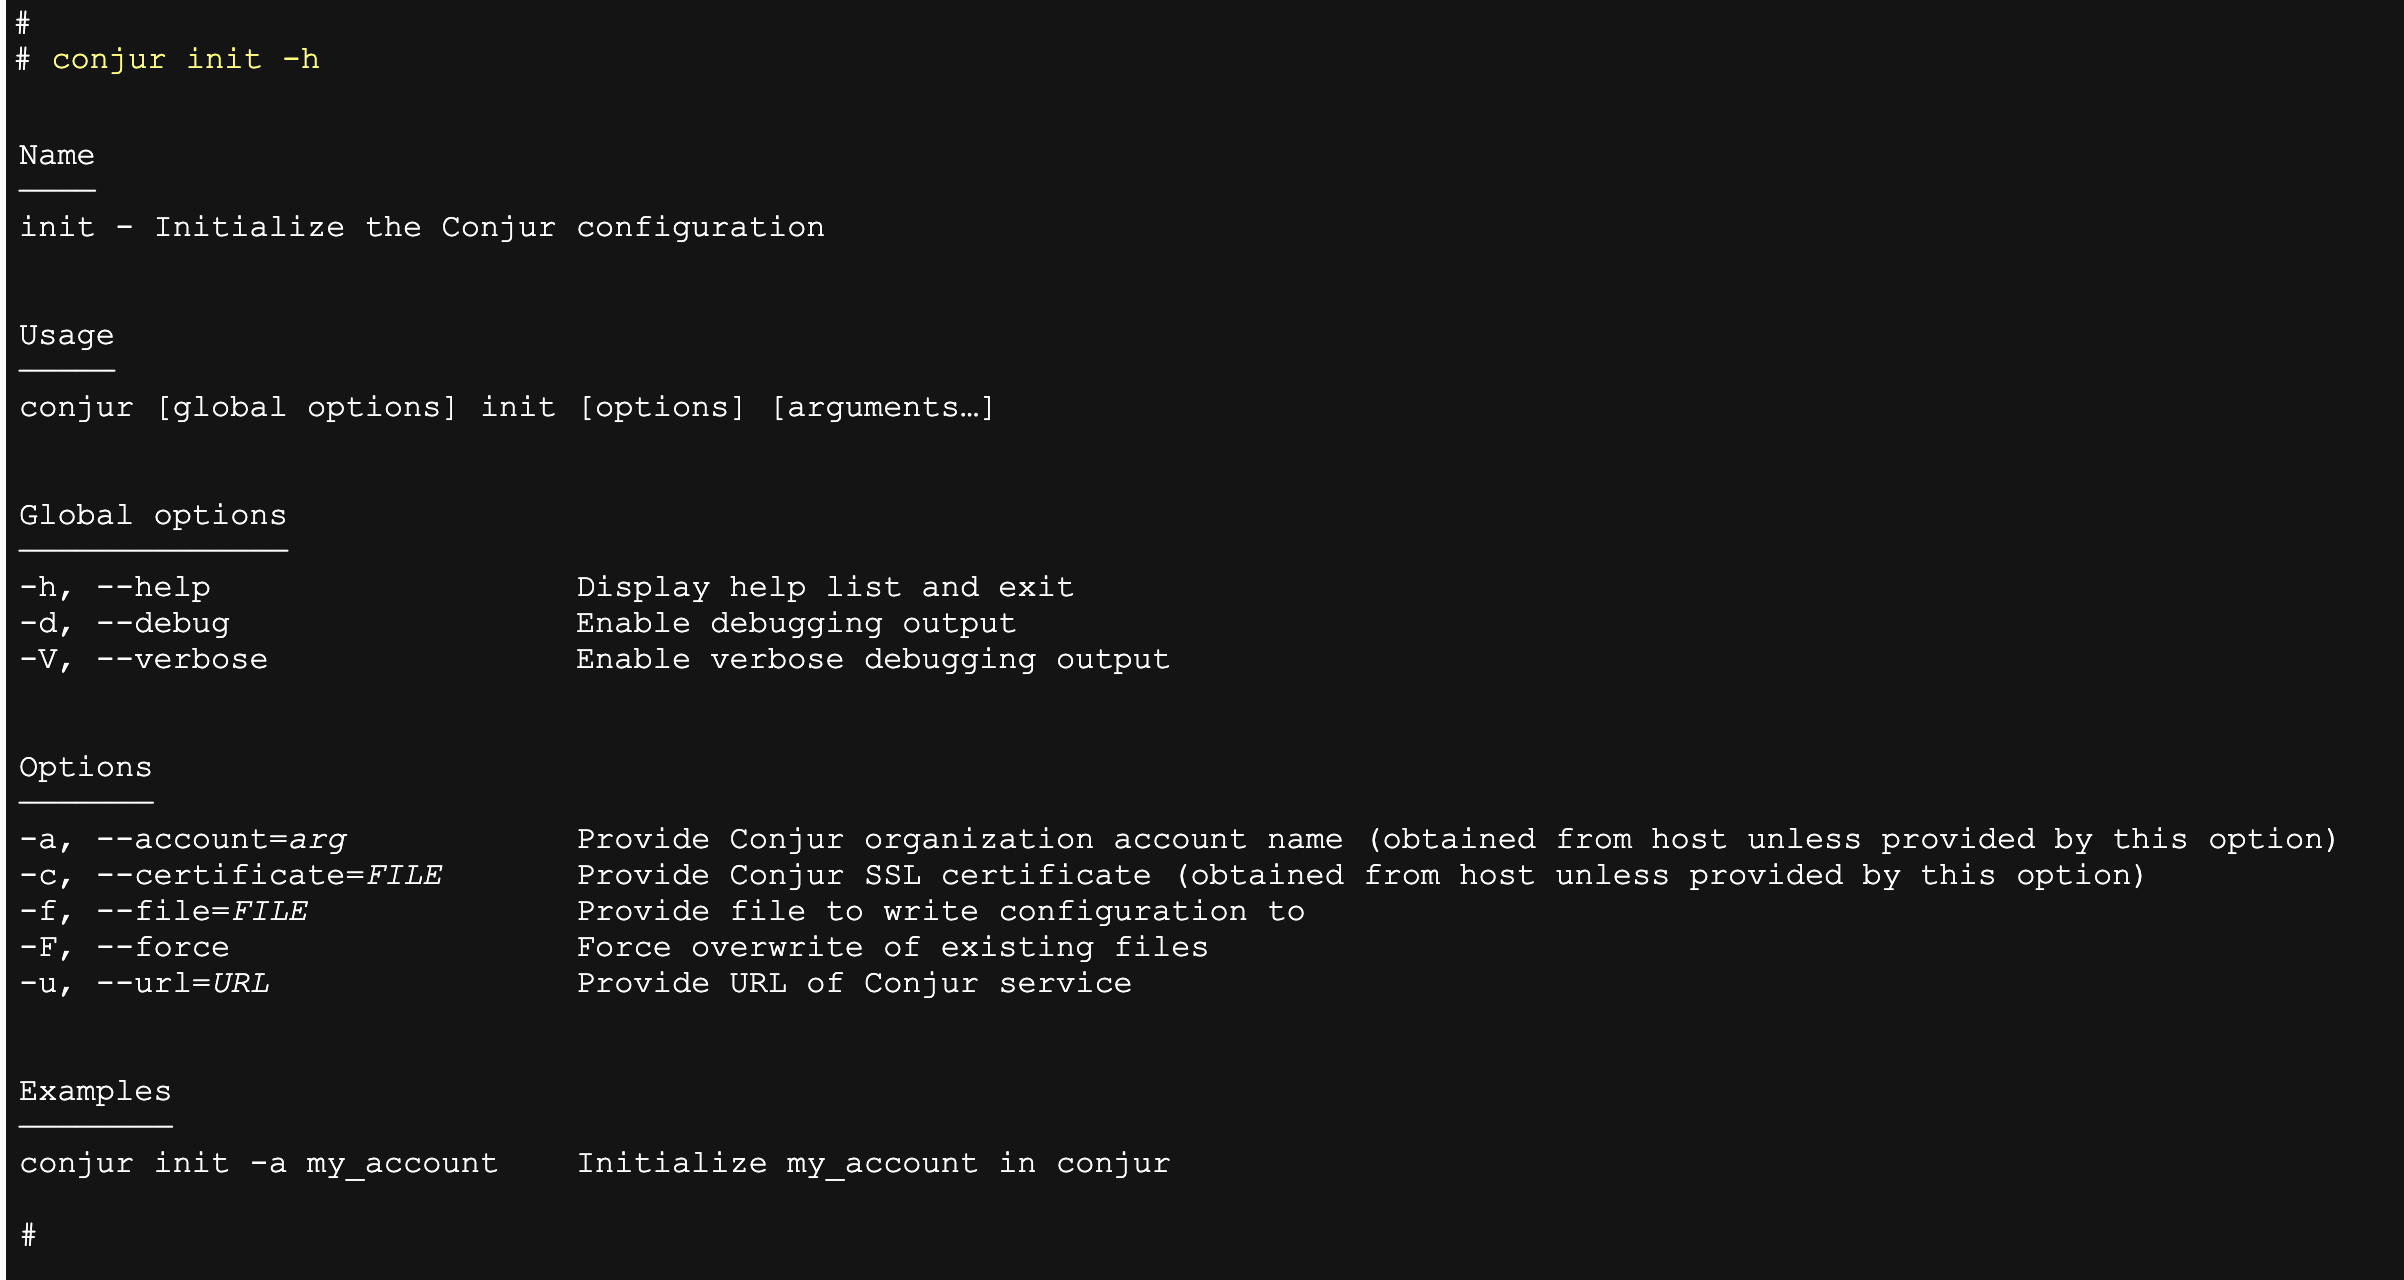 #
# conjur init -h
Name
init - Initialize the Conjur configuration
Usage
conjur [global options] init [options] [arguments…]
Global options
-h, --help Display help list and exit
-d, --debug Enable debugging output
-V, --verbose Enable verbose debugging output
Options
-a, --account=arg Provide Conjur organization account name (obtained from host unless provided by this option)
-c, --certificate=FILE Provide Conjur SSL certificate (obtained from host unless provided by this option)
-f, --file=FILE Provide file to write configuration to
-F, --force Force overwrite of existing files
-u, --url=URL Provide URL of Conjur service
Examples
conjur init -a my_account Initialize my_account in conjur
#